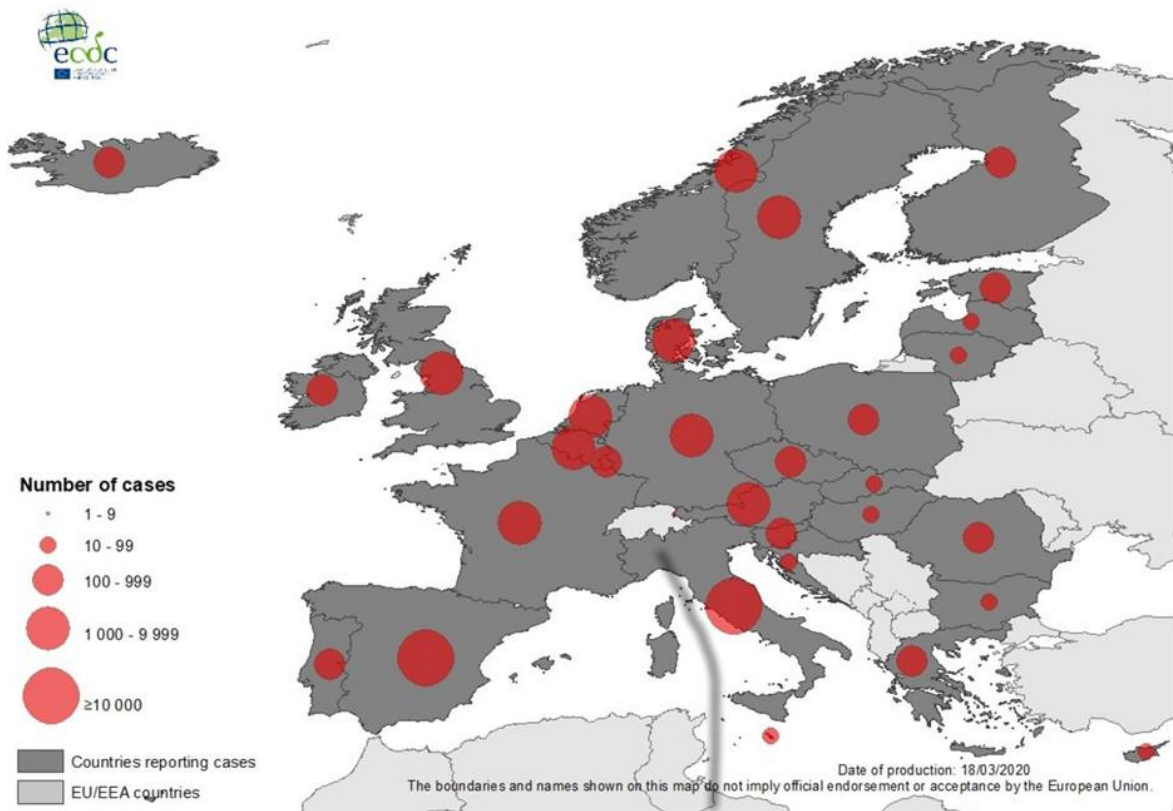 ecdc
Number of cases
1 - 9
10 - 99
100 - 999
1 000 - 9 999
≥10 000
Countries reporting cases
EU/EEA countries
Date of production: 18/03/2020
The boundaries and names shown on this map do not imply official endorsement or acceptance by the European Union.